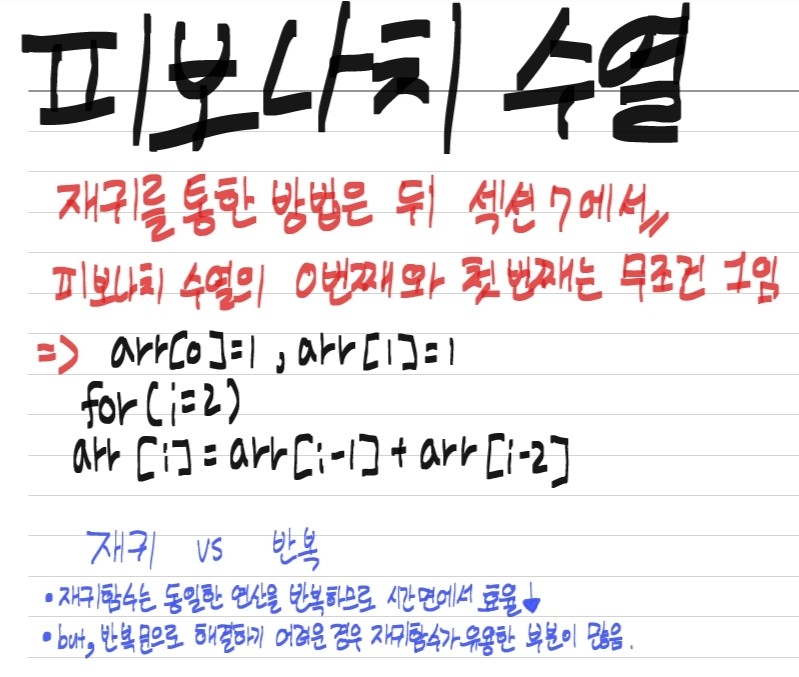 피보나치 수열
재귀를 통한 방법은 뒤 섹션 7에서〃
피보나치 수열의 0번째와 첫 번째는 무조건 1임
=> arr[0]=1 , arr[1]=1
for(i=2)
arr[i] = arr[i-1] + arr[i-2]
재귀 vs 반복
• 재귀함수는 동일한 연산을 반복하므로 시간면에서 효율↓
• but, 반복문으로 해결하기 어려운 경우 재귀함수가 유용한 부분이 많음.